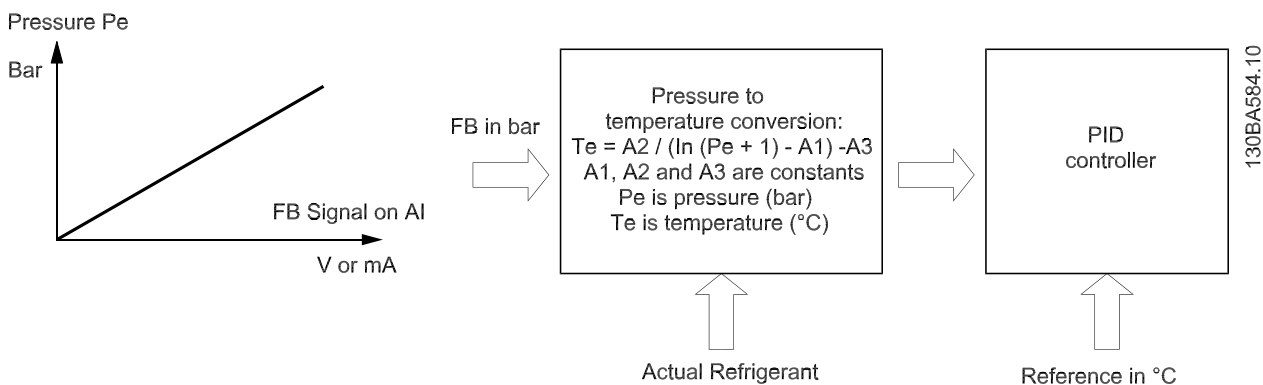 Pressure Pe
Bar
FB Signal on AI
V or mA
FB in bar
Pressure to
temperature conversion:
Te = A2 / (In (Pe + 1) - A1) -A3
A1, A2 and A3 are constants
Pe is pressure (bar)
Te is temperature (°C)
Actual Refrigerant
PID
controller
Reference in °C
130BA584.10